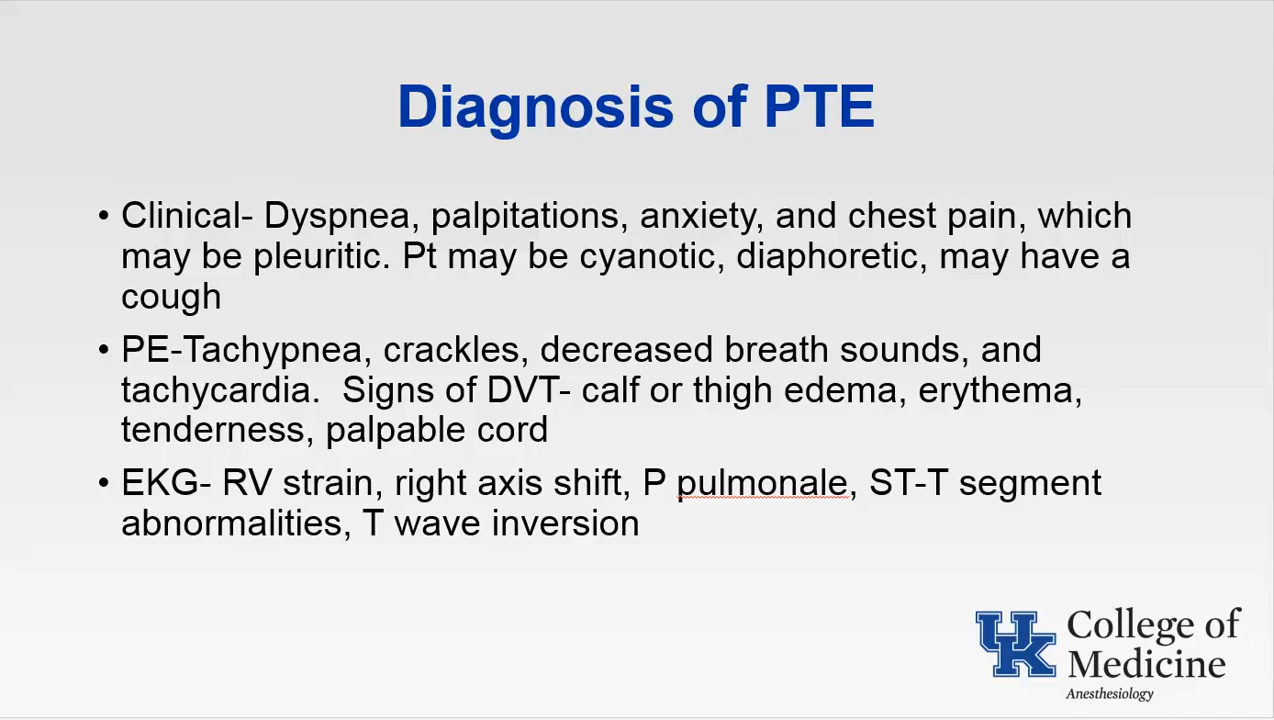 Diagnosis of PTE
• Clinical- Dyspnea, palpitations, anxiety, and chest pain, which
may be pleuritic. Pt may be cyanotic, diaphoretic, may have a
cough
• PE-Tachypnea, crackles, decreased breath sounds, and
tachycardia.  Signs of DVT- calf or thigh edema, erythema,
tenderness, palpable cord
• EKG- RV strain, right axis shift, P pulmonale, ST-T segment
abnormalities, T wave inversion
UK College of
Medicine
Anesthesiology